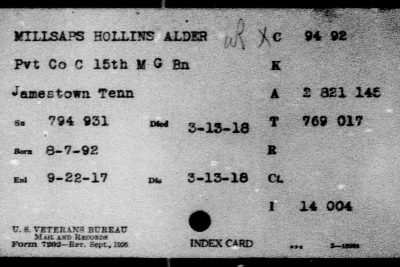 MILLSAPS HOLLINS ALDER WR X C 94 92
Pvt Co C 15th M G Bn K
Jamestown Tenn A 2 821 145
Sn 794 931 Died 3-13-18 T 769 017
Born 8-7-92 R
Enl 9-22-17 Dis 3-13-18 Ct.
I 14 004
U. S. VETERANS BUREAU
MAIL AND RECORDS
Form 7202—Rev. Sept., 1926 INDEX CARD